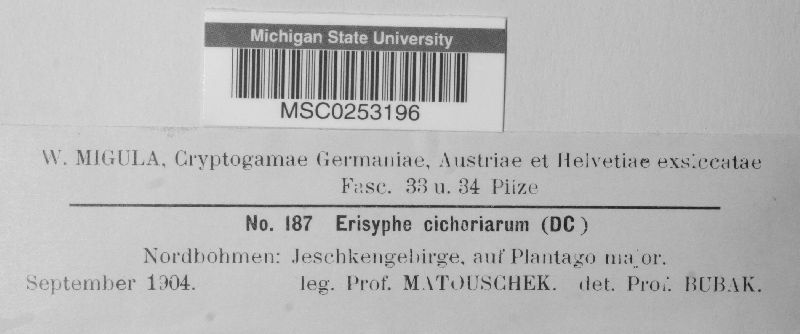 Michigan State University
MSC0253196
W. MIGULA, Cryptogamae Germaniae, Austriae et Helvetiae exsiccatae
Fasc. 33 u. 34 Pilze
No. 187 Erisyphe cichoriarum (DC)
Nordbohmen: Jeschkengebirge, auf Plantago major.
September 1904. leg. Prof. MATOUSCHEK. det. Prof. BUBAK.